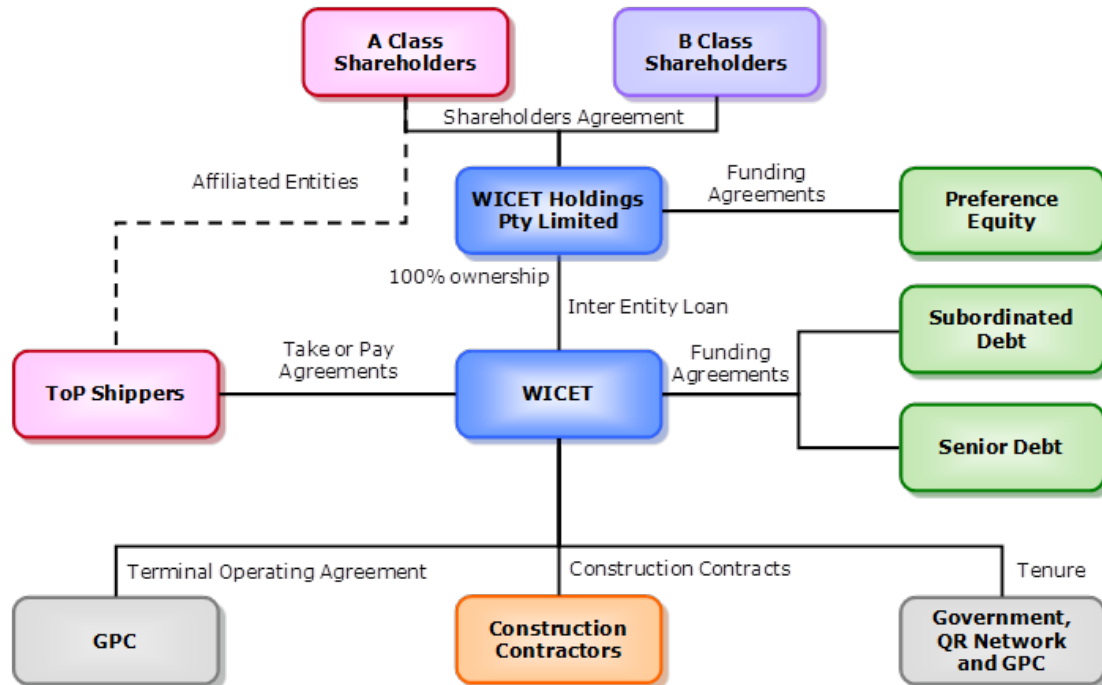 A Class
Shareholders
B Class
Shareholders
Shareholders Agreement
Affiliated Entities
WICET Holdings
Pty Limited
Funding
Agreements
Preference
Equity
100% ownership
Inter Entity Loan
Subordinated
Debt
Take or Pay
Agreements
Funding
Agreements
ToP Shippers
WICET
Senior Debt
Terminal Operating Agreement
Construction Contracts
Tenure
GPC
Construction
Contractors
Government,
QR Network
and GPC